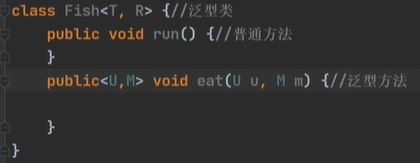 class Fish<T, R> {//泛型类
public void run() {//普通方法
}
public<U,M> void eat(U u, M m) {//泛型方法
}
}